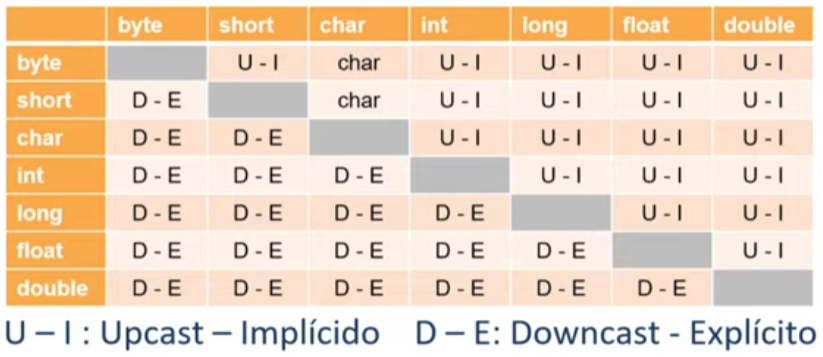 byte short char int long float double
byte U - I char U - I U - I U - I U - I
short D - E char U - I U - I U - I U - I
char D - E D - E U - I U - I U - I U - I
int D - E D - E D - E U - I U - I U - I
long D - E D - E D - E D - E U - I U - I
float D - E D - E D - E D - E D - E U - I
double D - E D - E D - E D - E D - E D - E
U – I : Upcast – Implícido D – E: Downcast - Explícito